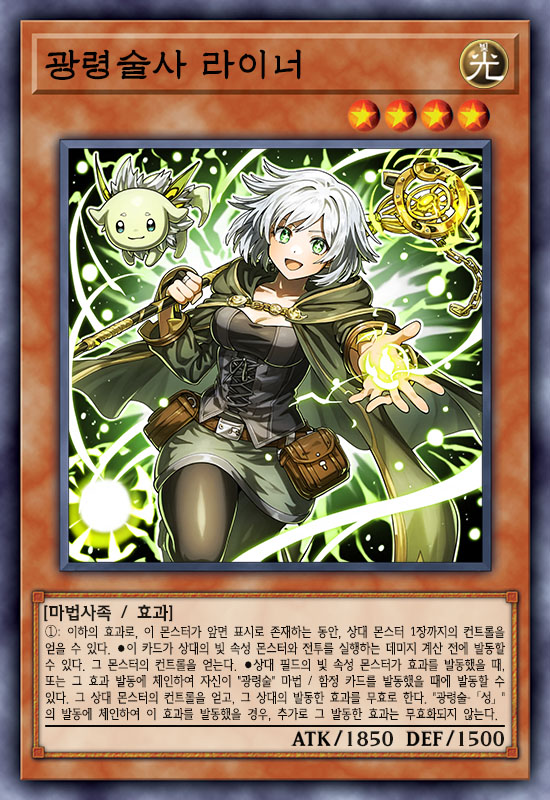 광령술사 라이너
빛
光
[마법사족 / 효과]
①: 이하의 효과로, 이 몬스터가 앞면 표시로 존재하는 동안, 상대 몬스터 1장까지의 컨트롤을
얻을 수 있다. ●이 카드가 상대의 빛 속성 몬스터와 전투를 실행하는 데미지 계산 전에 발동할
수 있다. 그 몬스터의 컨트롤을 얻는다. ●상대 필드의 빛 속성 몬스터가 효과를 발동했을 때,
또는 그 효과 발동에 체인하여 자신이 "광령술" 마법 / 함정 카드를 발동했을 때에 발동할 수
있다. 그 상대 몬스터의 컨트롤을 얻고, 그 상대의 발동한 효과를 무효로 한다. "광령술-「성」"
의 발동에 체인하여 이 효과를 발동했을 경우, 추가로 그 발동한 효과는 무효화되지 않는다.
ATK/1850 DEF/1500